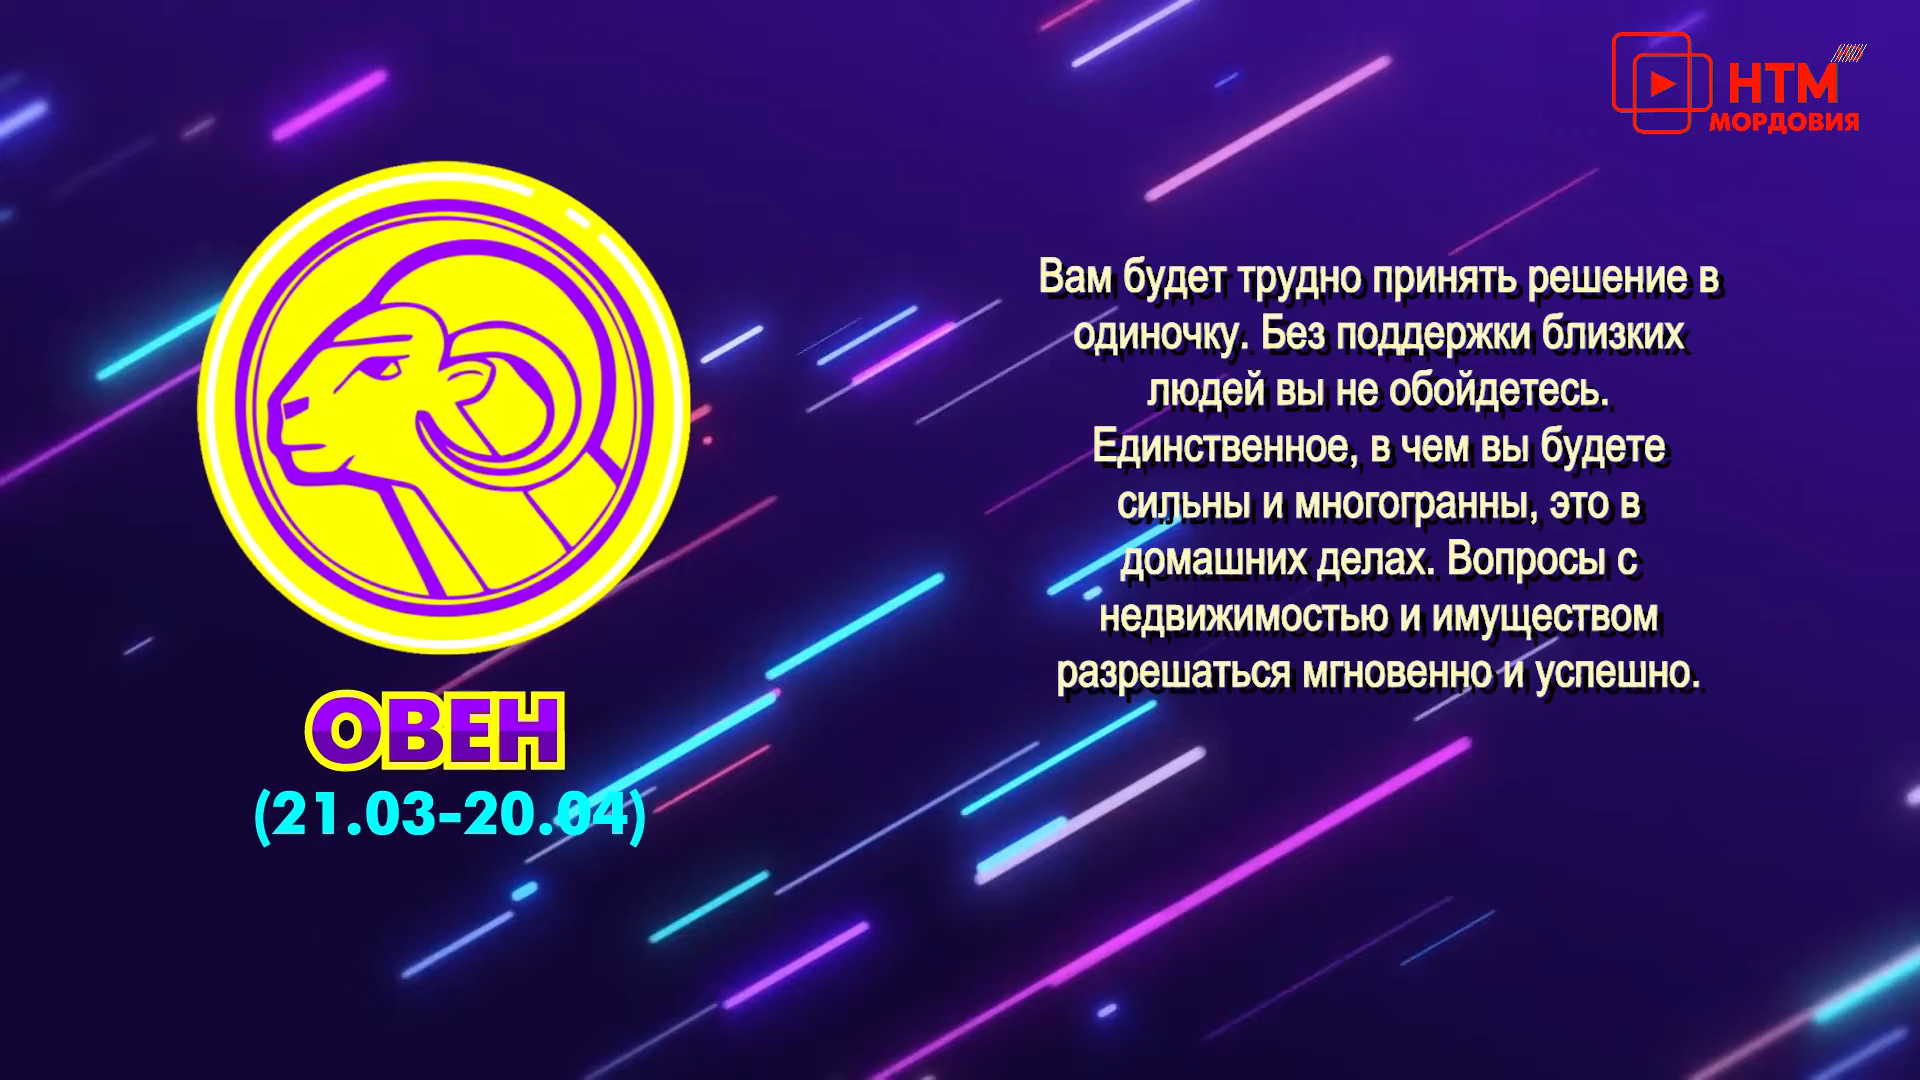 НТМ
МОРДОВИЯ
Вам будет трудно принять решение в
одиночку. Без поддержки близких
людей вы не обойдетесь.
Единственное, в чем вы будете
сильны и многогранны, это в
домашних делах. Вопросы с
недвижимостью и имуществом
разрешаться мгновенно и успешно.
ОВЕН
(21.03-20.04)